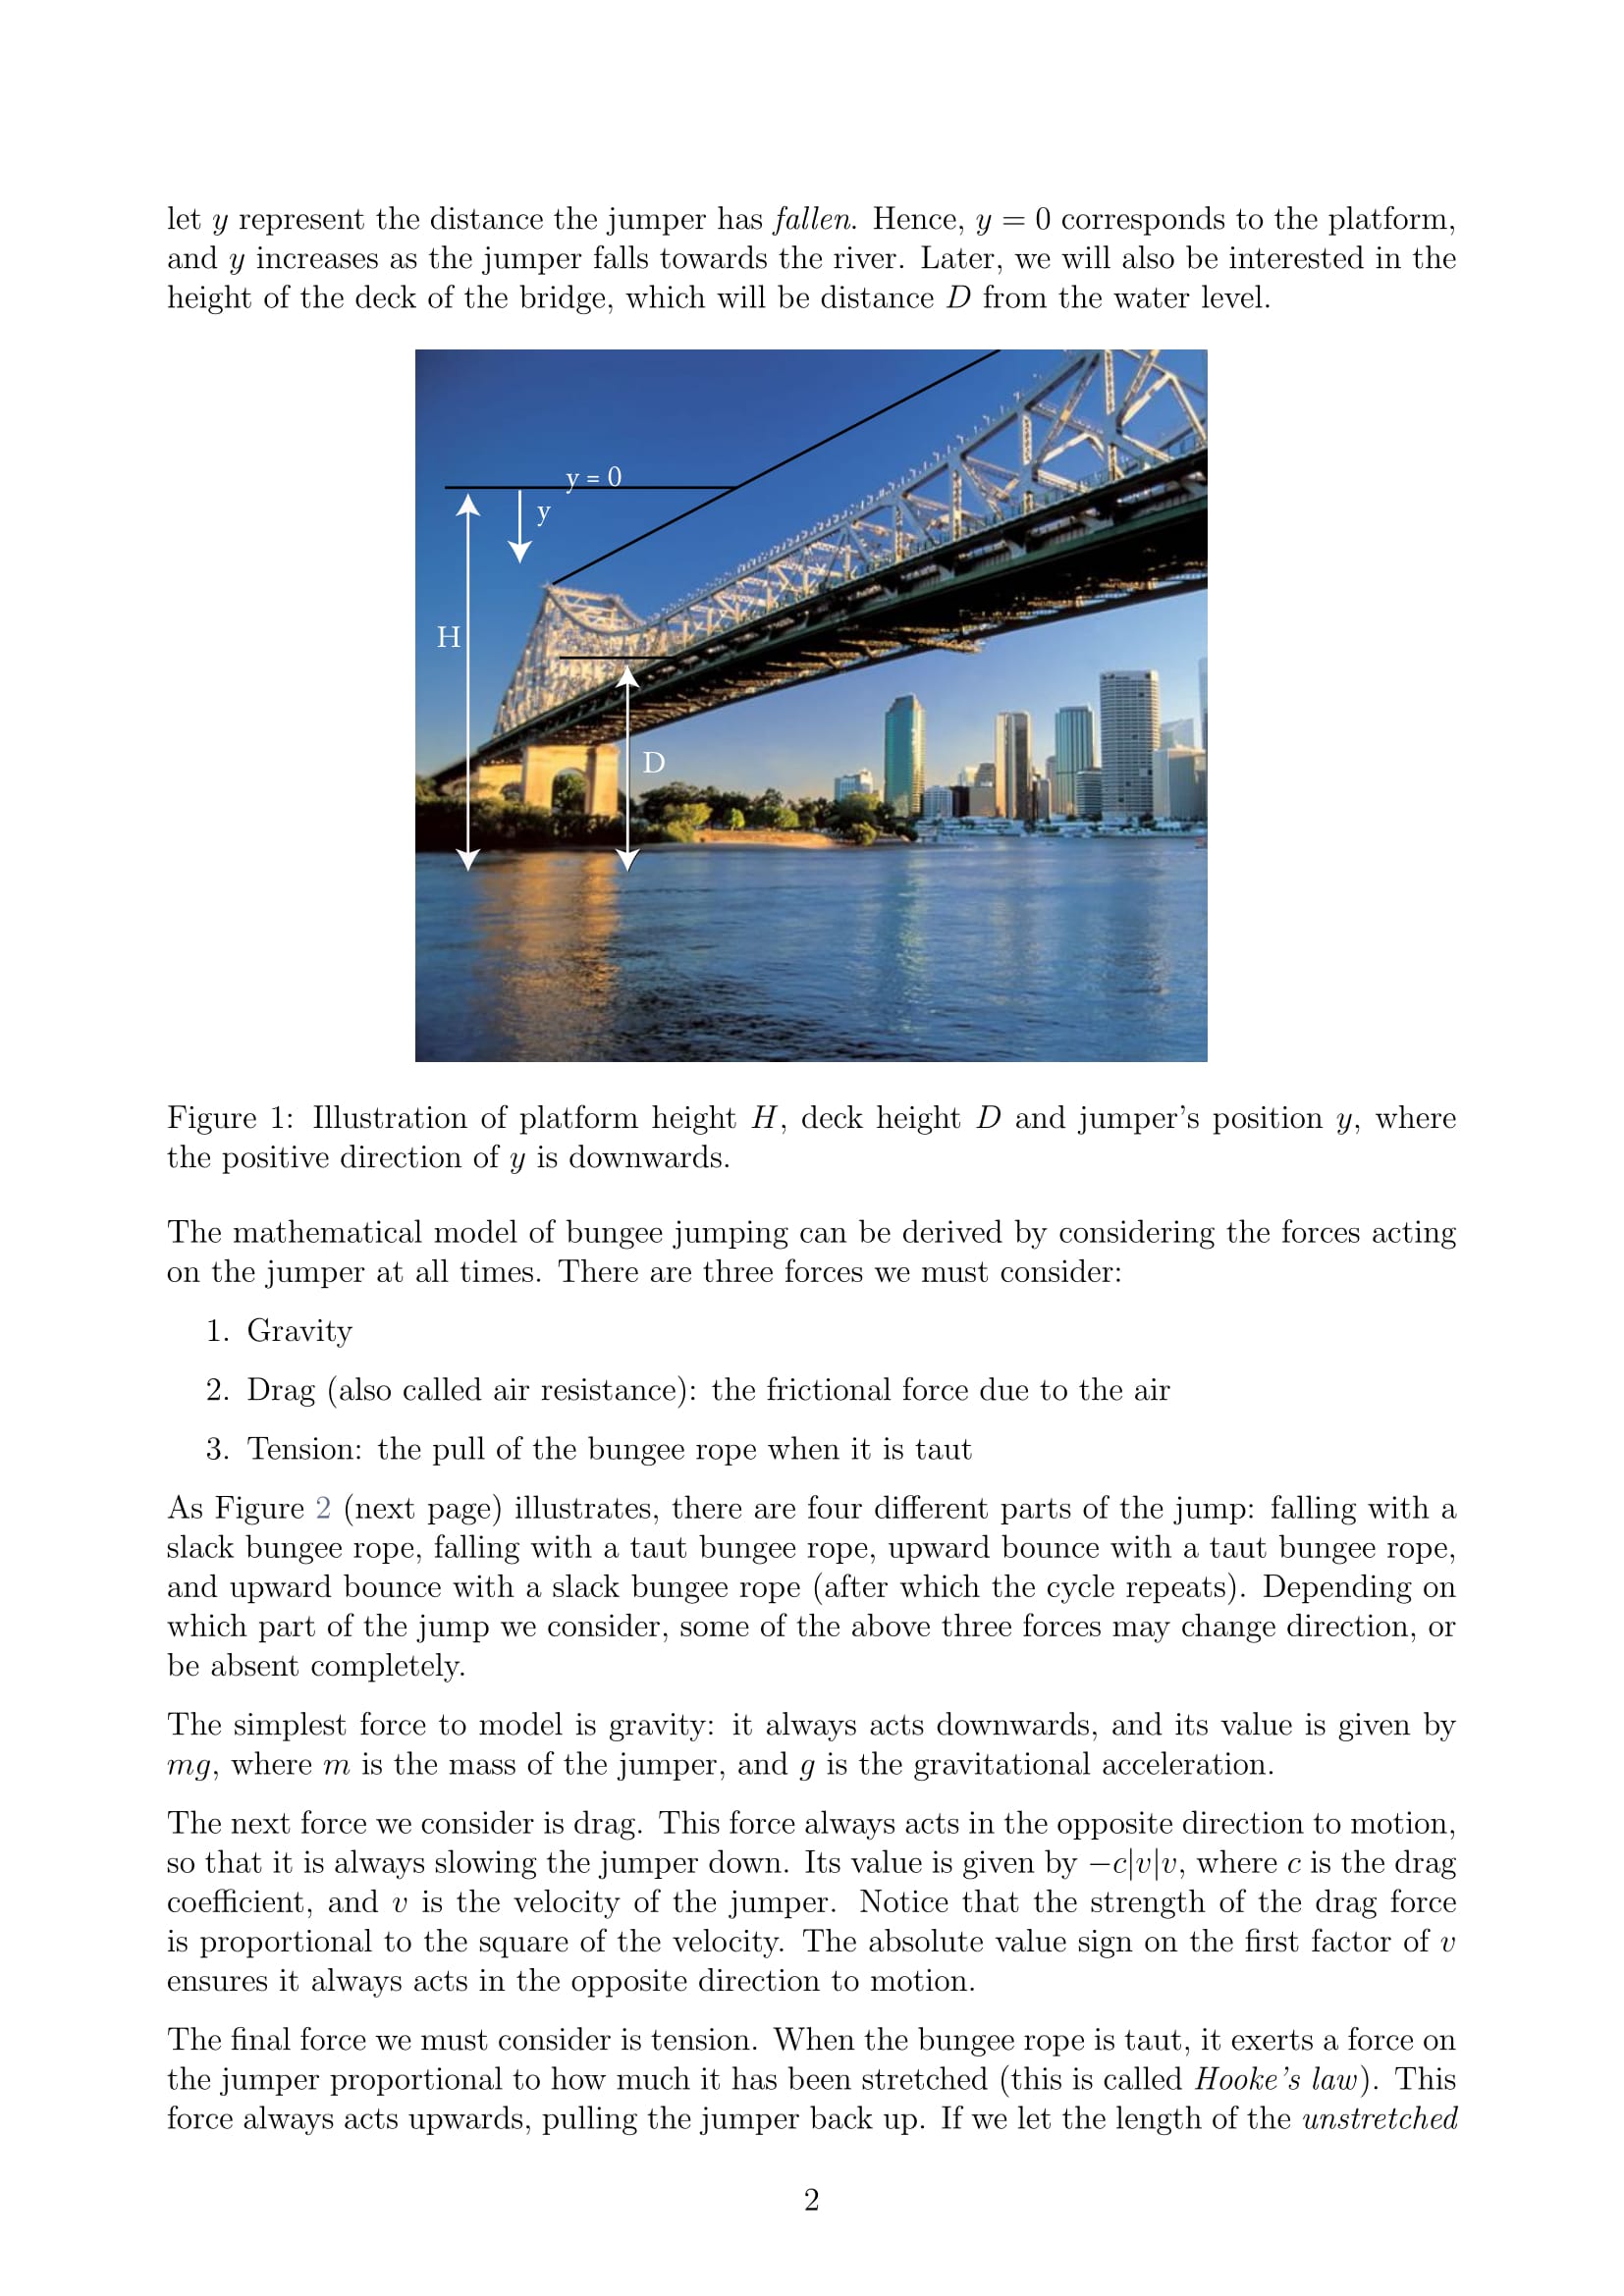 let y represent the distance the jumper has fallen. Hence, y = 0 corresponds to the platform,
and y increases as the jumper falls towards the river. Later, we will also be interested in the
height of the deck of the bridge, which will be distance D from the water level.
y = 0
y
H
D
Figure 1: Illustration of platform height H, deck height D and jumper's position y, where
the positive direction of y is downwards.
The mathematical model of bungee jumping can be derived by considering the forces acting
on the jumper at all times. There are three forces we must consider:
1. Gravity
2. Drag (also called air resistance): the frictional force due to the air
3. Tension: the pull of the bungee rope when it is taut
As Figure 2 (next page) illustrates, there are four different parts of the jump: falling with a
slack bungee rope, falling with a taut bungee rope, upward bounce with a taut bungee rope,
and upward bounce with a slack bungee rope (after which the cycle repeats). Depending on
which part of the jump we consider, some of the above three forces may change direction, or
be absent completely.
The simplest force to model is gravity: it always acts downwards, and its value is given by
mg, where m is the mass of the jumper, and g is the gravitational acceleration.
The next force we consider is drag. This force always acts in the opposite direction to motion,
so that it is always slowing the jumper down. Its value is given by −c|v|v, where c is the drag
coefficient, and v is the velocity of the jumper. Notice that the strength of the drag force
is proportional to the square of the velocity. The absolute value sign on the first factor of v
ensures it always acts in the opposite direction to motion.
The final force we must consider is tension. When the bungee rope is taut, it exerts a force on
the jumper proportional to how much it has been stretched (this is called Hooke's law). This
force always acts upwards, pulling the jumper back up. If we let the length of the unstretched
2